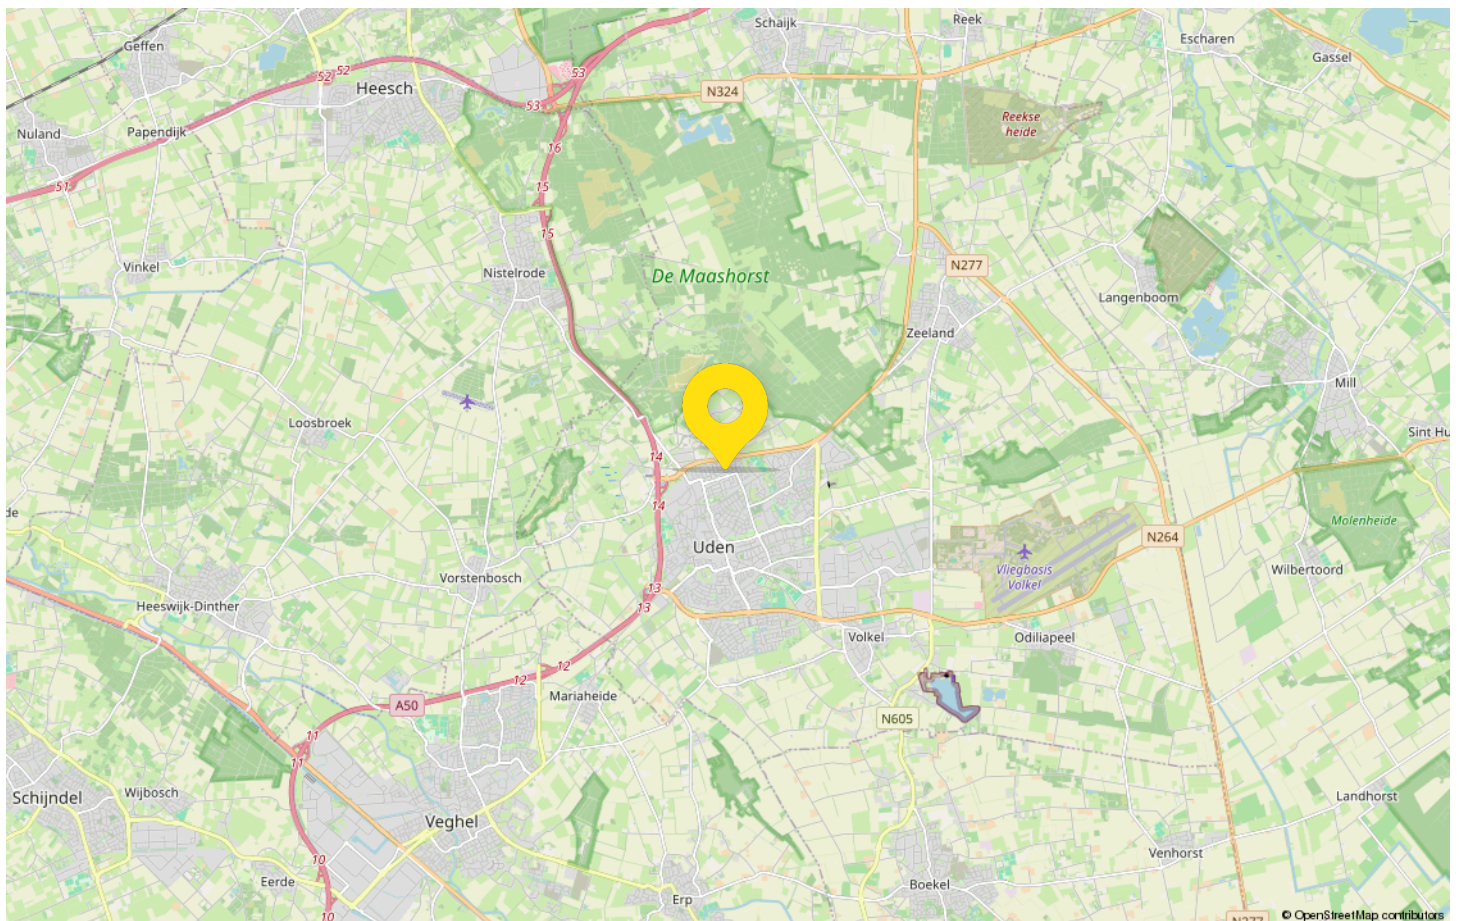 Schaijk
Reek
Escharen
Gassel
Geffen
53
52
52
Heesch
N324
53
Reekse
heide
Nuland
Papendijk
16
51
15
15
Vinkel
Nistelrode
De Maashorst
N277
Langenboom
Zeeland
Mill
Loosbroek
Sint Hu
14
14
de
Molenheide
N264
Uden
Vliegbasis
Volkel
Wilbertoord
Vorstenbosch
13
13
Heeswijk-Dinther
Volkel
Odiliapeel
12
12
Mariaheide
A50
N605
11
11
Schijndel
Wijbosch
Landhorst
Veghel
Venhorst
10
Eerde
Boekel
Erp
10
N277
© OpenStreetMap contributors